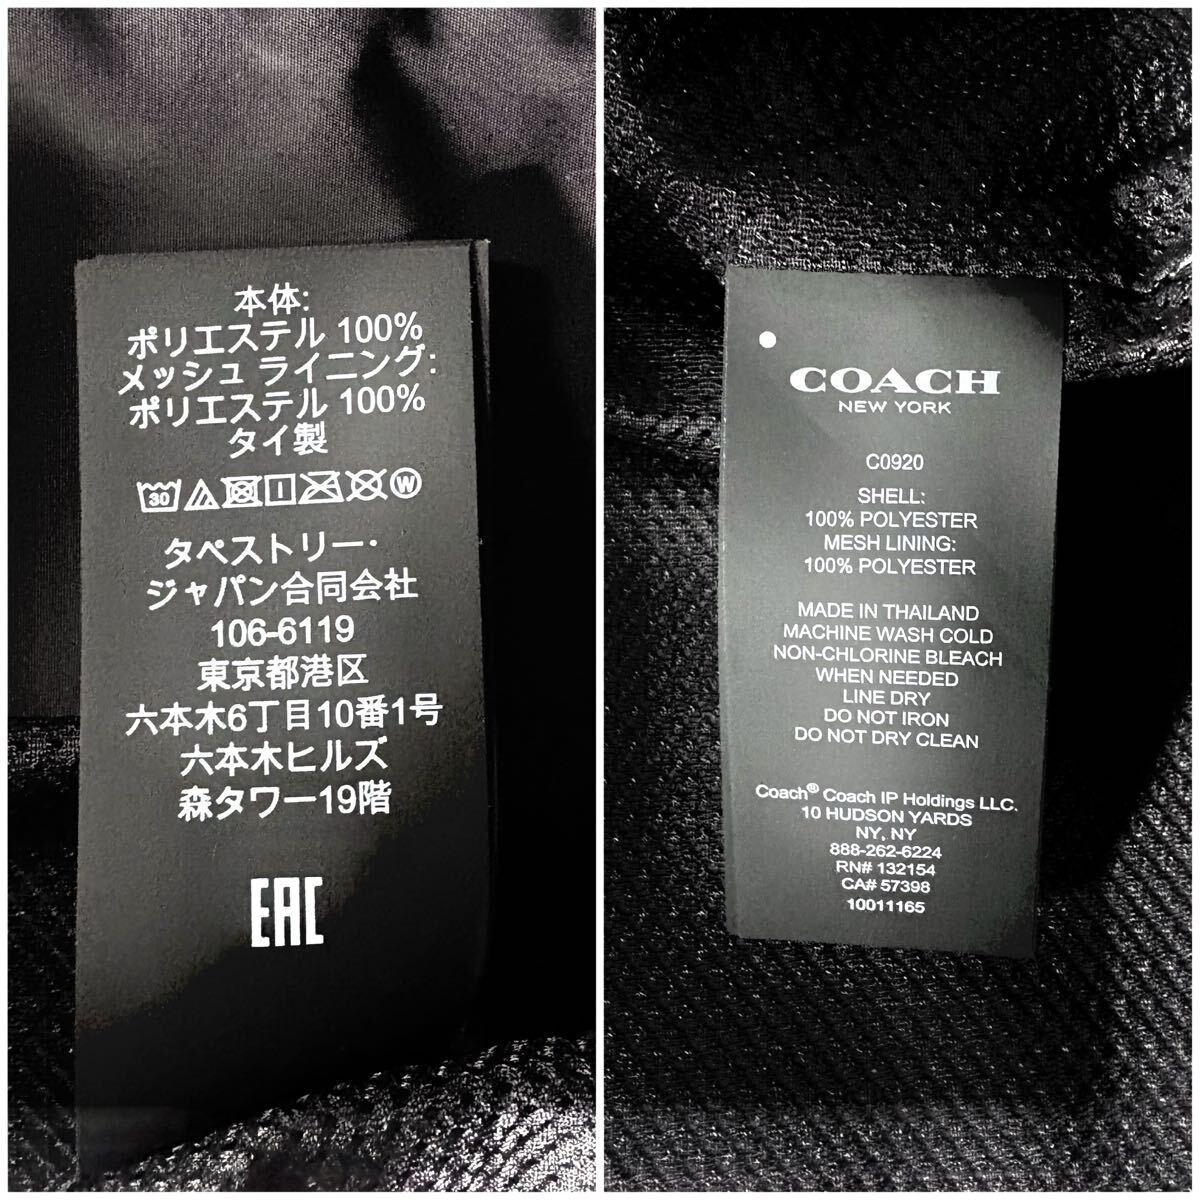 本体:
ポリエステル 100%
メッシュ ライニング:
ポリエステル 100%
タイ製
30 W
タペストリー・
ジャパン合同会社
106-6119
東京都港区
六本木6丁目10番1号
六本木ヒルズ
森タワー19階
EAC
COACH
NEW YORK
C0920
SHELL:
100% POLYESTER
MESH LINING:
100% POLYESTER
MADE IN THAILAND
MACHINE WASH COLD
NON-CHLORINE BLEACH
WHEN NEEDED
LINE DRY
DO NOT IRON
DO NOT DRY CLEAN
Coach® Coach IP Holdings LLC.
10 HUDSON YARDS
NY, NY
888-262-6224
RN# 132154
CA# 57398
10011165